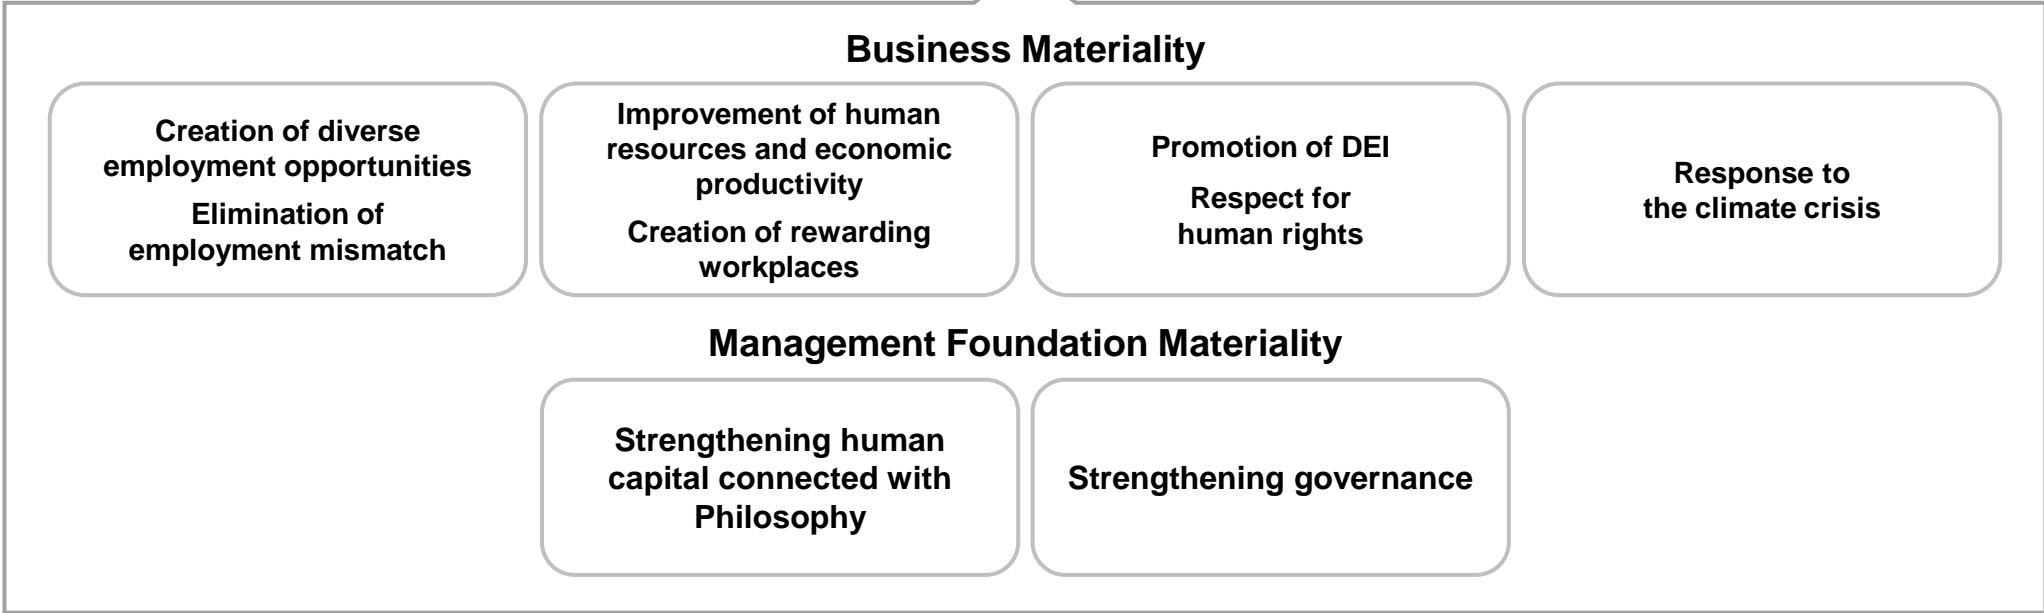 Business Materiality
Creation of diverse
employment opportunities
Elimination of
employment mismatch
Improvement of human
resources and economic
productivity
Creation of rewarding
workplaces
Promotion of DEI
Respect for
human rights
Response to
the climate crisis
Management Foundation Materiality
Strengthening human
capital connected with
Philosophy
Strengthening governance